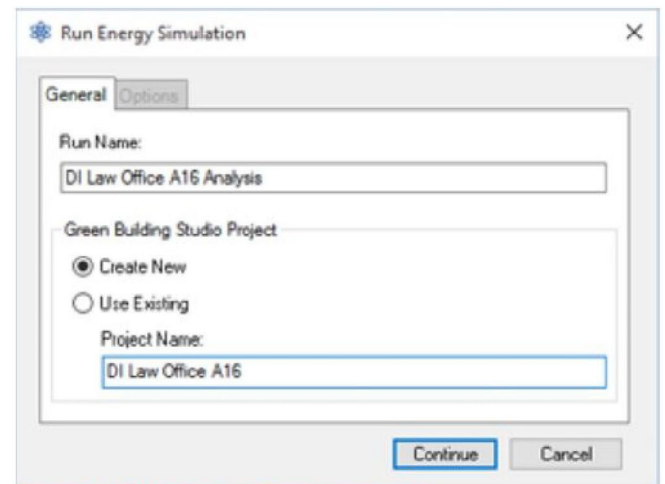 Run Energy Simulation
General Options
Run Name:
DI Law Office A16 Analysis
Green Building Studio Project
Create New
Use Existing
Project Name:
DI Law Office A16
Continue Cancel